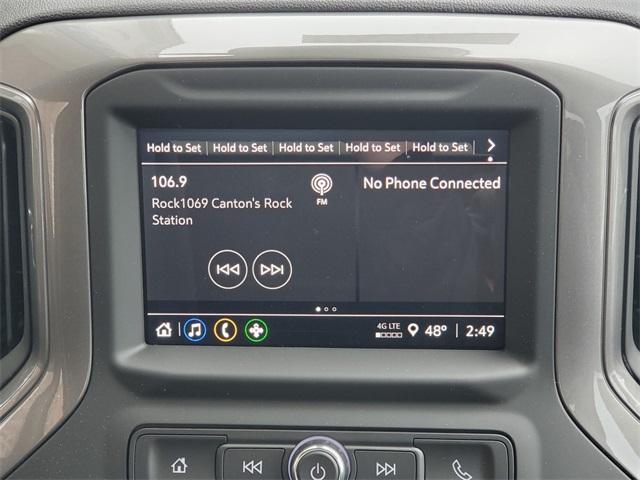 Hold to Set Hold to Set Hold to Set Hold to Set Hold to Set
106.9
FM
No Phone Connected
Rock1069 Canton's Rock
Station
4G LTE 48° 2:49